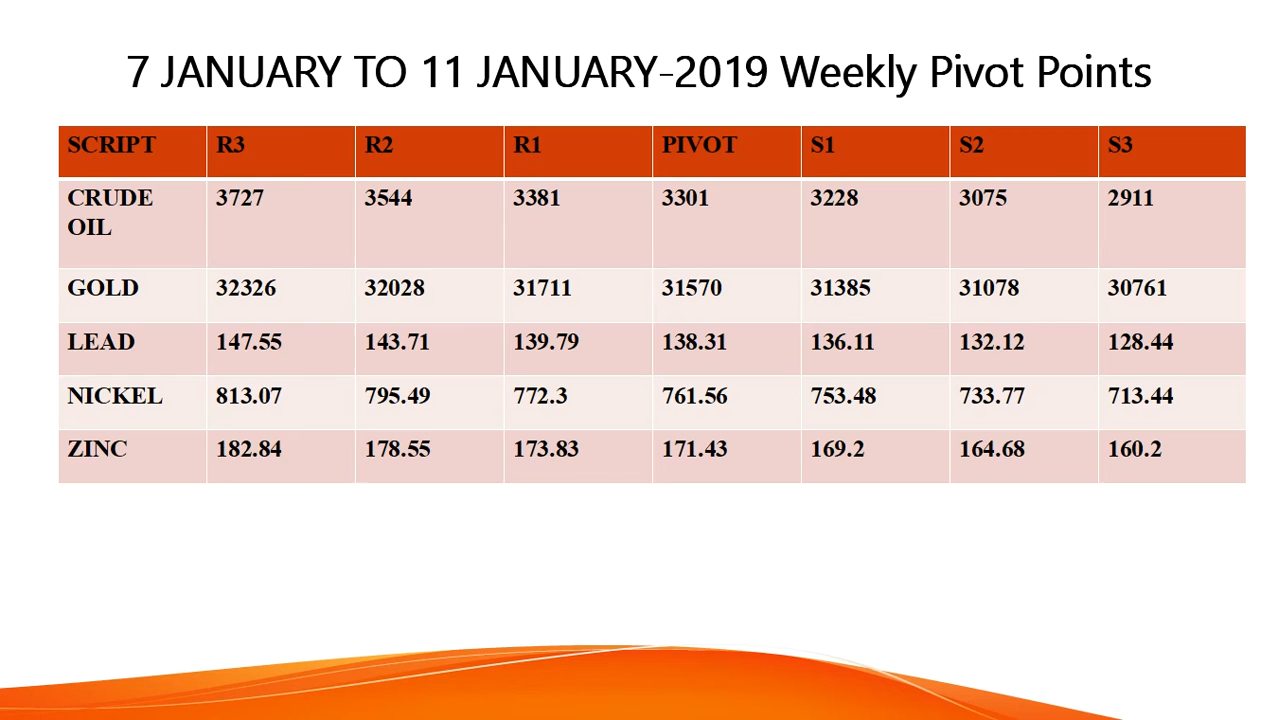 7 JANUARY TO 11 JANUARY-2019 Weekly Pivot Points
SCRIPT R3 R2 R1 PIVOT S1 S2 S3
CRUDE OIL 3727 3544 3381 3301 3228 3075 2911
GOLD 32326 32028 31711 31570 31385 31078 30761
LEAD 147.55 143.71 139.79 138.31 136.11 132.12 128.44
NICKEL 813.07 795.49 772.3 761.56 753.48 733.77 713.44
ZINC 182.84 178.55 173.83 171.43 169.2 164.68 160.2